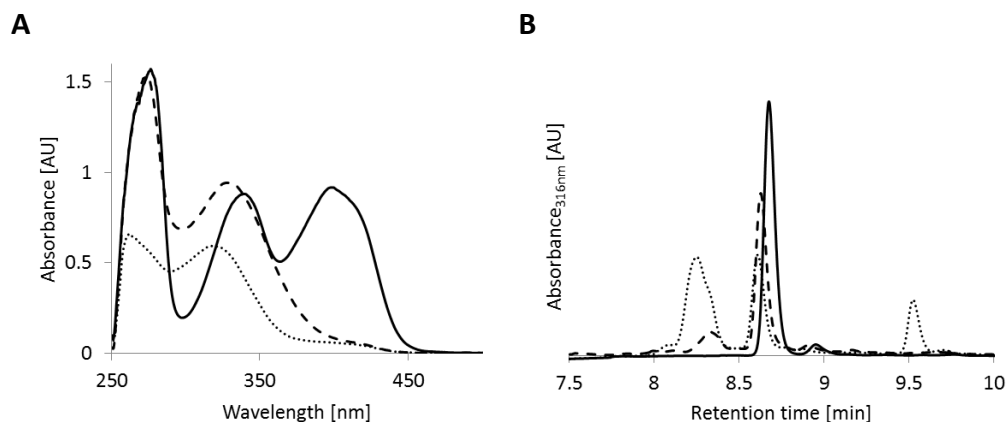 A
B
Absorbance [AU]
1.5
1
0.5
0
250
350
450
Wavelength [nm]
Absorbance316nm [AU]
7.5
8
8.5
9
9.5
10
Retention time [min]